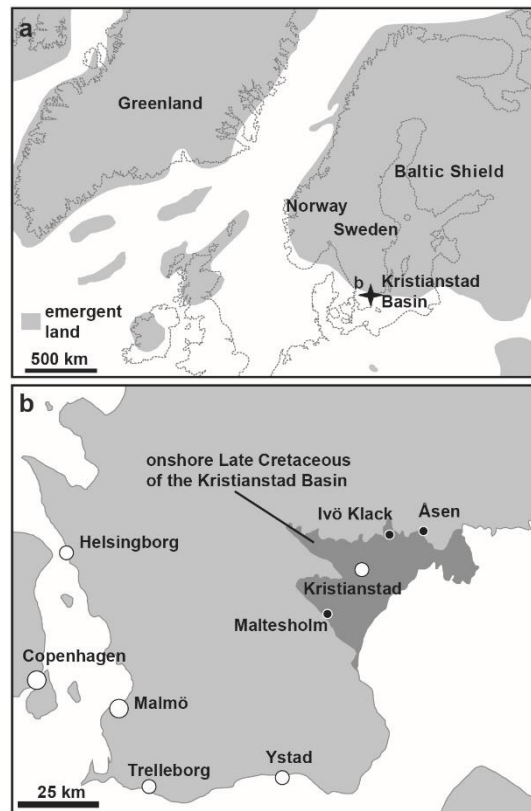 a
Greenland
Baltic Shield
Norway
Sweden
b
Kristianstad
Basin
emergent
land
500 km
b
onshore Late Cretaceous
of the Kristianstad Basin
Ivö Klack
Åsen
Helsingborg
Kristianstad
Maltesholm
Copenhagen
Malmö
Ystad
Trelleborg
25 km